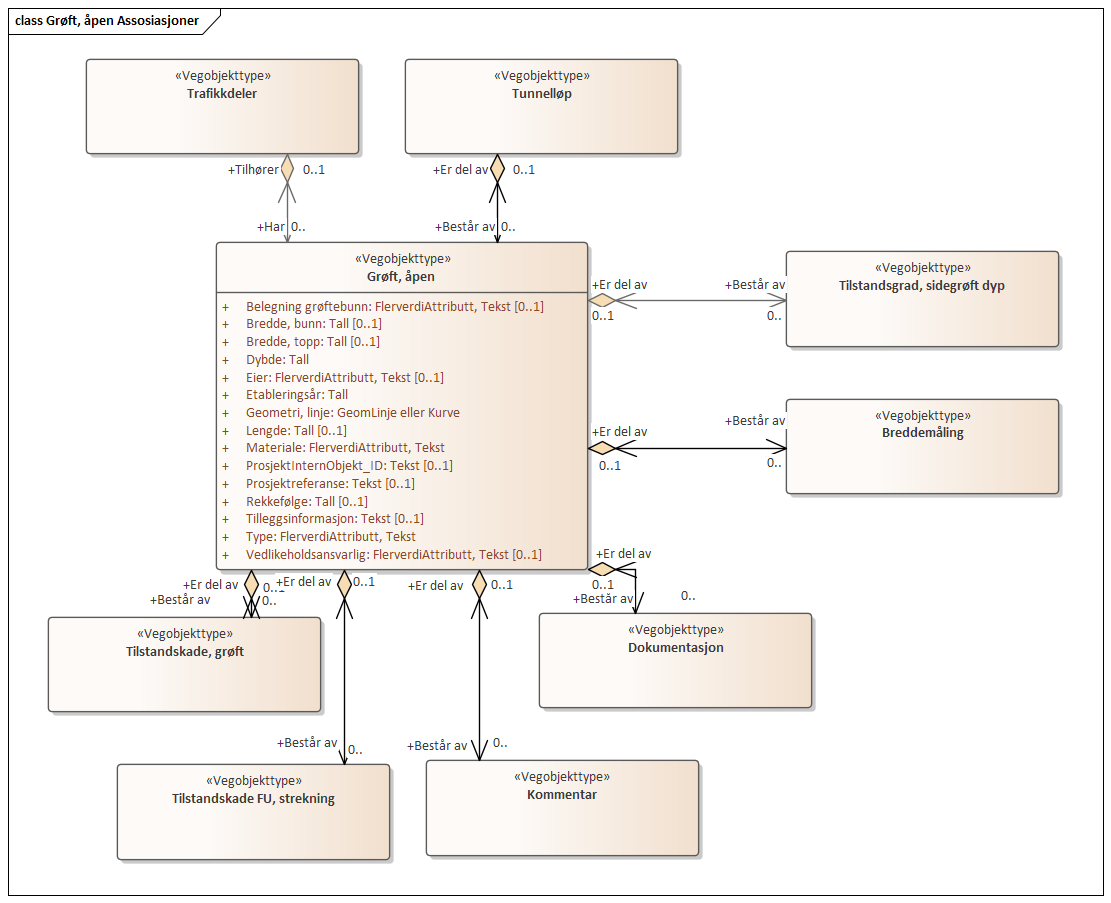 class Grøft, åpen Assosiasjoner
«Vegobjekttype»
Trafikkdeler
«Vegobjekttype»
Tunnelløp
+Tilhører
0..1
+Er del av
0..1
+Har
0..
+Består av
0..
«Vegobjekttype»
Grøft, åpen
+ Belegning grøftebunn: FlerverdiAttributt, Tekst [0..1]
+ Bredde, bunn: Tall [0..1]
+ Bredde, topp: Tall [0..1]
+ Dybde: Tall
+ Eier: FlerverdiAttributt, Tekst [0..1]
+ Etableringsår: Tall
+ Geometri, linje: GeomLinje eller Kurve
+ Lengde: Tall [0..1]
+ Materiale: FlerverdiAttributt, Tekst
+ ProsjektInternObjekt_ID: Tekst [0..1]
+ Prosjektreferanse: Tekst [0..1]
+ Rekkefølge: Tall [0..1]
+ Tilleggsinformasjon: Tekst [0..1]
+ Type: FlerverdiAttributt, Tekst
+ Vedlikeholdsansvarlig: FlerverdiAttributt, Tekst [0..1]
+Er del av
0..1
+Består av
0..
«Vegobjekttype»
Tilstandsgrad, sidegrøft dyp
+Er del av
0..1
+Består av
0..
«Vegobjekttype»
Breddemåling
+Er del av
0..1
+Består av
0..
«Vegobjekttype»
Dokumentasjon
+Er del av
0..1
+Består av
0..
«Vegobjekttype»
Tilstandskade, grøft
+Er del av
0..1
+Består av
0..
«Vegobjekttype»
Tilstandskade FU, strekning
+Er del av
0..1
+Består av
0..
«Vegobjekttype»
Kommentar